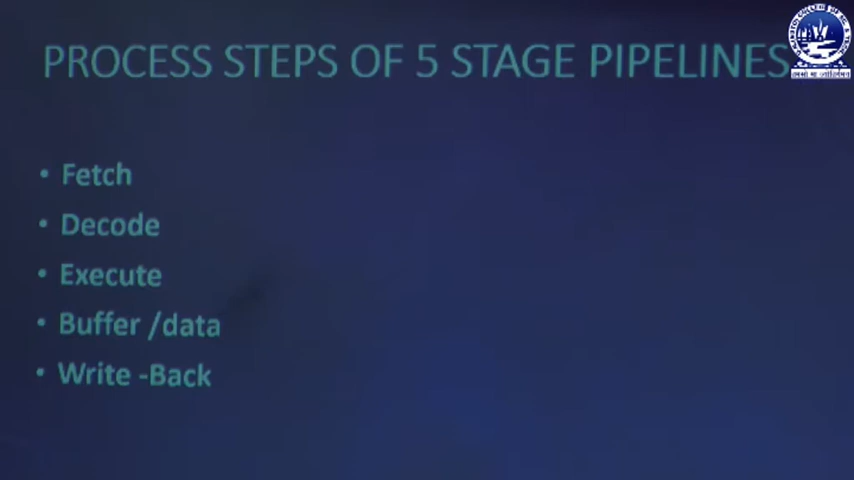 PROCESS STEPS OF 5 STAGE PIPELINES
• Fetch
• Decode
• Execute
• Buffer /data
• Write -Back